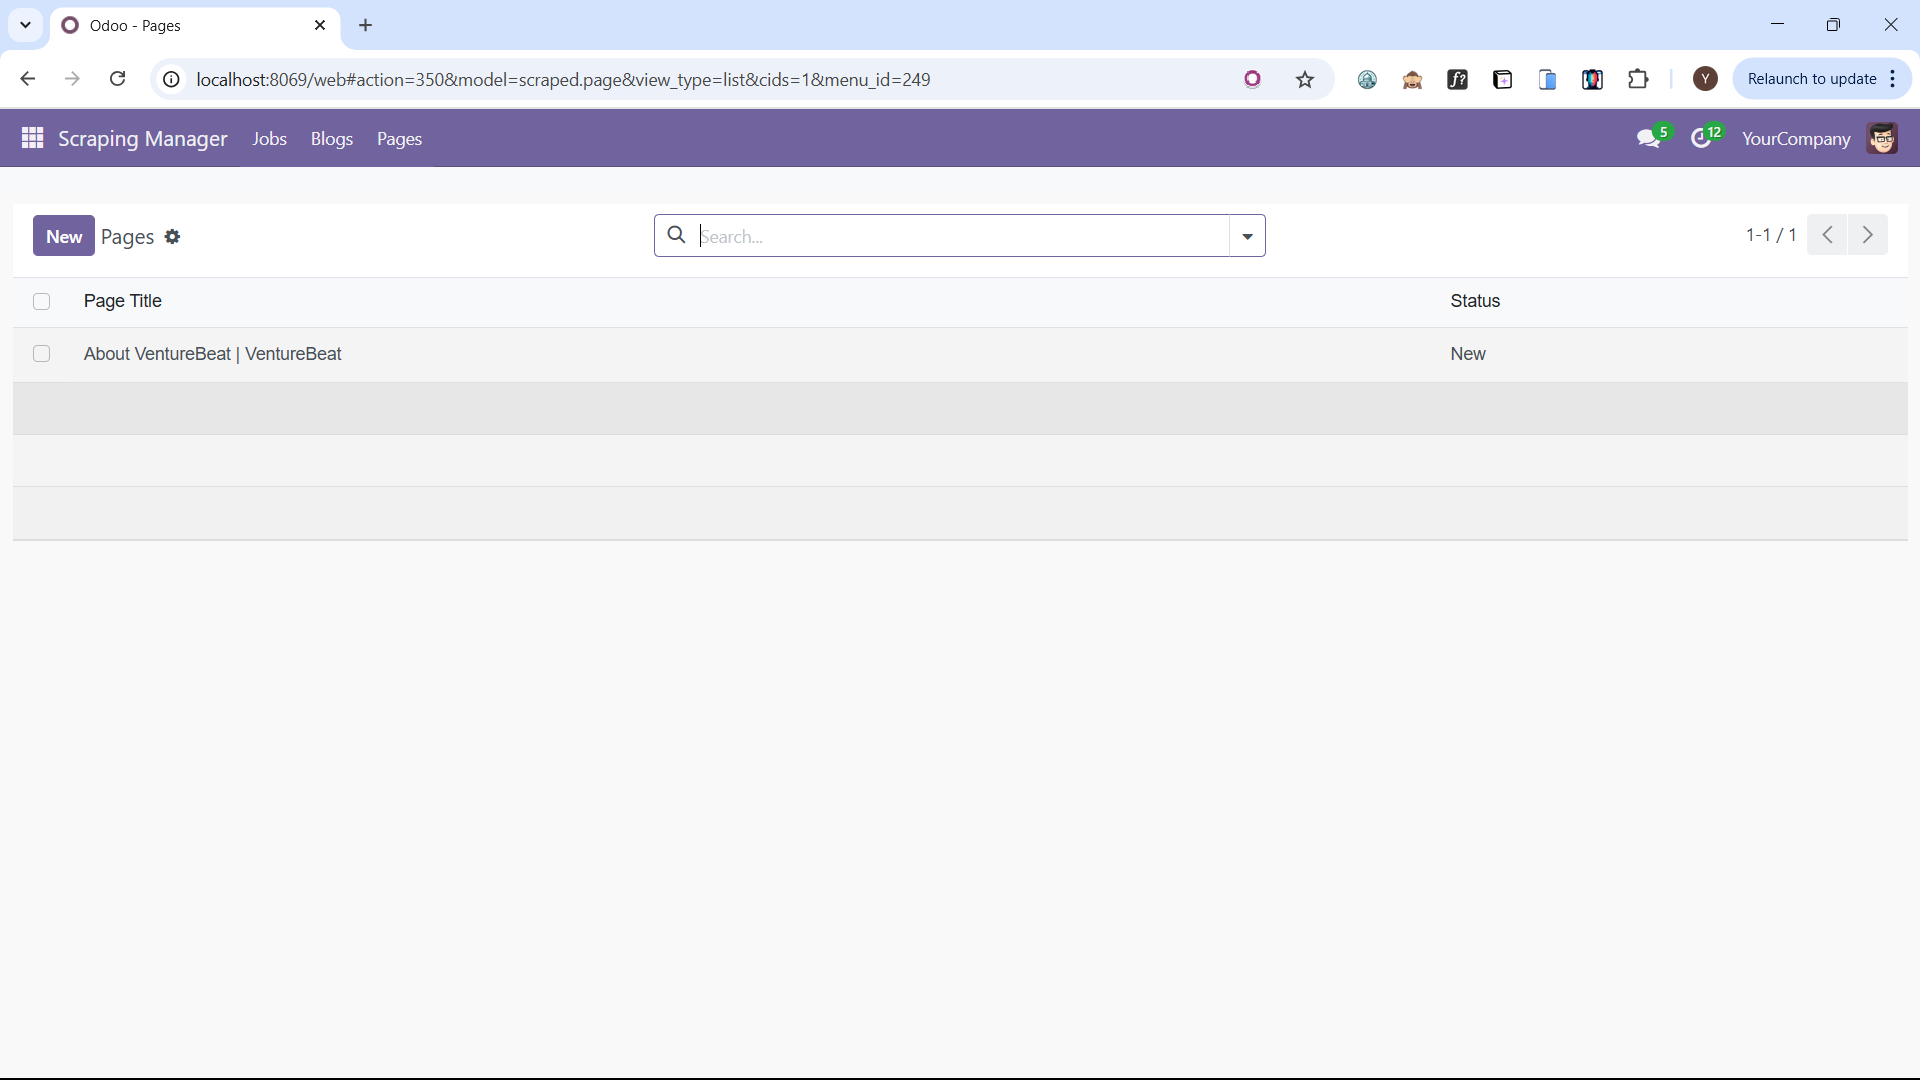 Odoo - Pages
localhost:8069/web#action=350&model=scraped.page&view_type=list&cids=1&menu_id=249
f?
Y
Relaunch to update
Scraping Manager Jobs Blogs Pages
5 12 YourCompany
New Pages Search... 1-1 / 1
Page Title Status
About VentureBeat | VentureBeat New